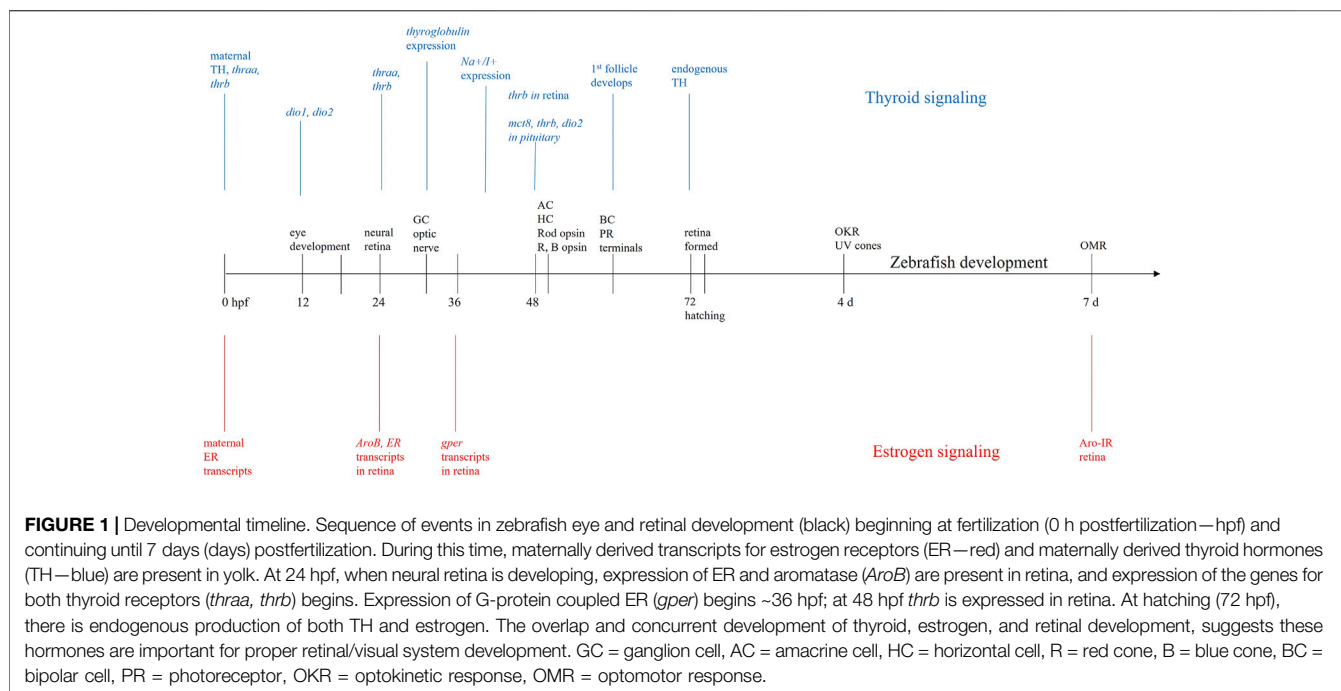 thyroglobulin
expression
maternal
TH, thraa,
thrb
thraa,
thrb
Na+/I+
expression
1st follicle
develops
endogenous
TH
Thyroid signaling
dio1, dio2
thrb in retina
mct8, thrb, dio2
in pituitary
eye
development
neural
retina
GC
optic
nerve
AC
HC
Rod opsin
R, B opsin
BC
PR
terminals
retina
formed
OKR
UV cones
Zebrafish development
OMR
0 hpf
12
24
36
48
72
hatching
4 d
7 d
maternal
ER
transcripts
AroB, ER
transcripts
in retina
gper
transcripts
in retina
Estrogen signaling
Aro-IR
retina
FIGURE 1 | Developmental timeline. Sequence of events in zebrafish eye and retinal development (black) beginning at fertilization (0 h postfertilization—hpf) and
continuing until 7 days (days) postfertilization. During this time, maternally derived transcripts for estrogen receptors (ER—red) and maternally derived thyroid hormones
(TH—blue) are present in yolk. At 24 hpf, when neural retina is developing, expression of ER and aromatase (AroB) are present in retina, and expression of the genes for
both thyroid receptors (thraa, thrb) begins. Expression of G-protein coupled ER (gper) begins ~36 hpf; at 48 hpf thrb is expressed in retina. At hatching (72 hpf),
there is endogenous production of both TH and estrogen. The overlap and concurrent development of thyroid, estrogen, and retinal development, suggests these
hormones are important for proper retinal/visual system development. GC = ganglion cell, AC = amacrine cell, HC = horizontal cell, R = red cone, B = blue cone, BC =
bipolar cell, PR = photoreceptor, OKR = optokinetic response, OMR = optomotor response.